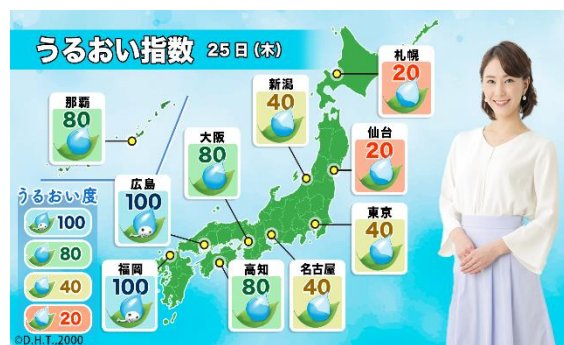 うるおい指数 25日(木)
札幌
20
新潟
40
那覇
80
大阪
80
仙台
20
広島
100
東京
40
福岡
100
高知
80
名古屋
40
うるおい度
100
80
40
20
©D.H.T.,2000